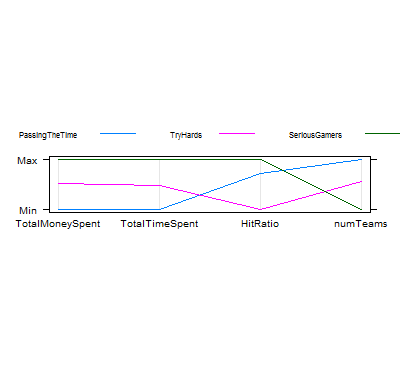 PassingTheTime TryHards SeriousGamers
Max
Min
TotalMoneySpent TotalTimeSpent HitRatio numTeams